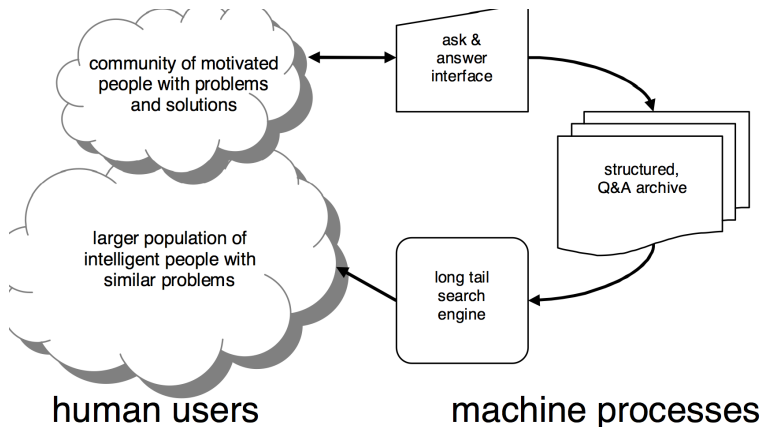 community of motivated
people with problems
and solutions
ask &
answer
interface
structured,
Q&A archive
larger population of
intelligent people with
similar problems
long tail
search
engine
human users
machine processes